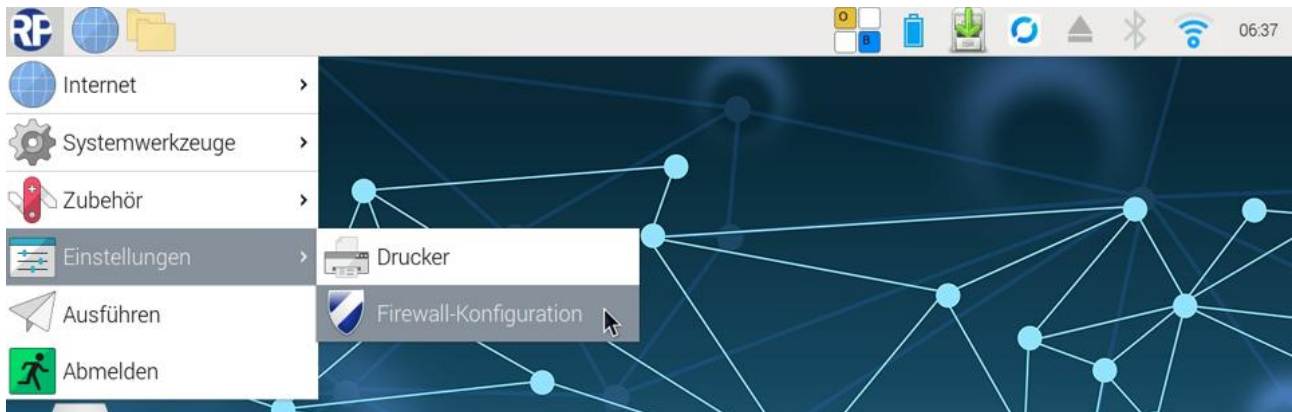 RP
O
B
06:37
Internet
Systemwerkzeuge
Zubehör
Einstellungen
Drucker
Firewall-Konfiguration
Ausführen
Abmelden